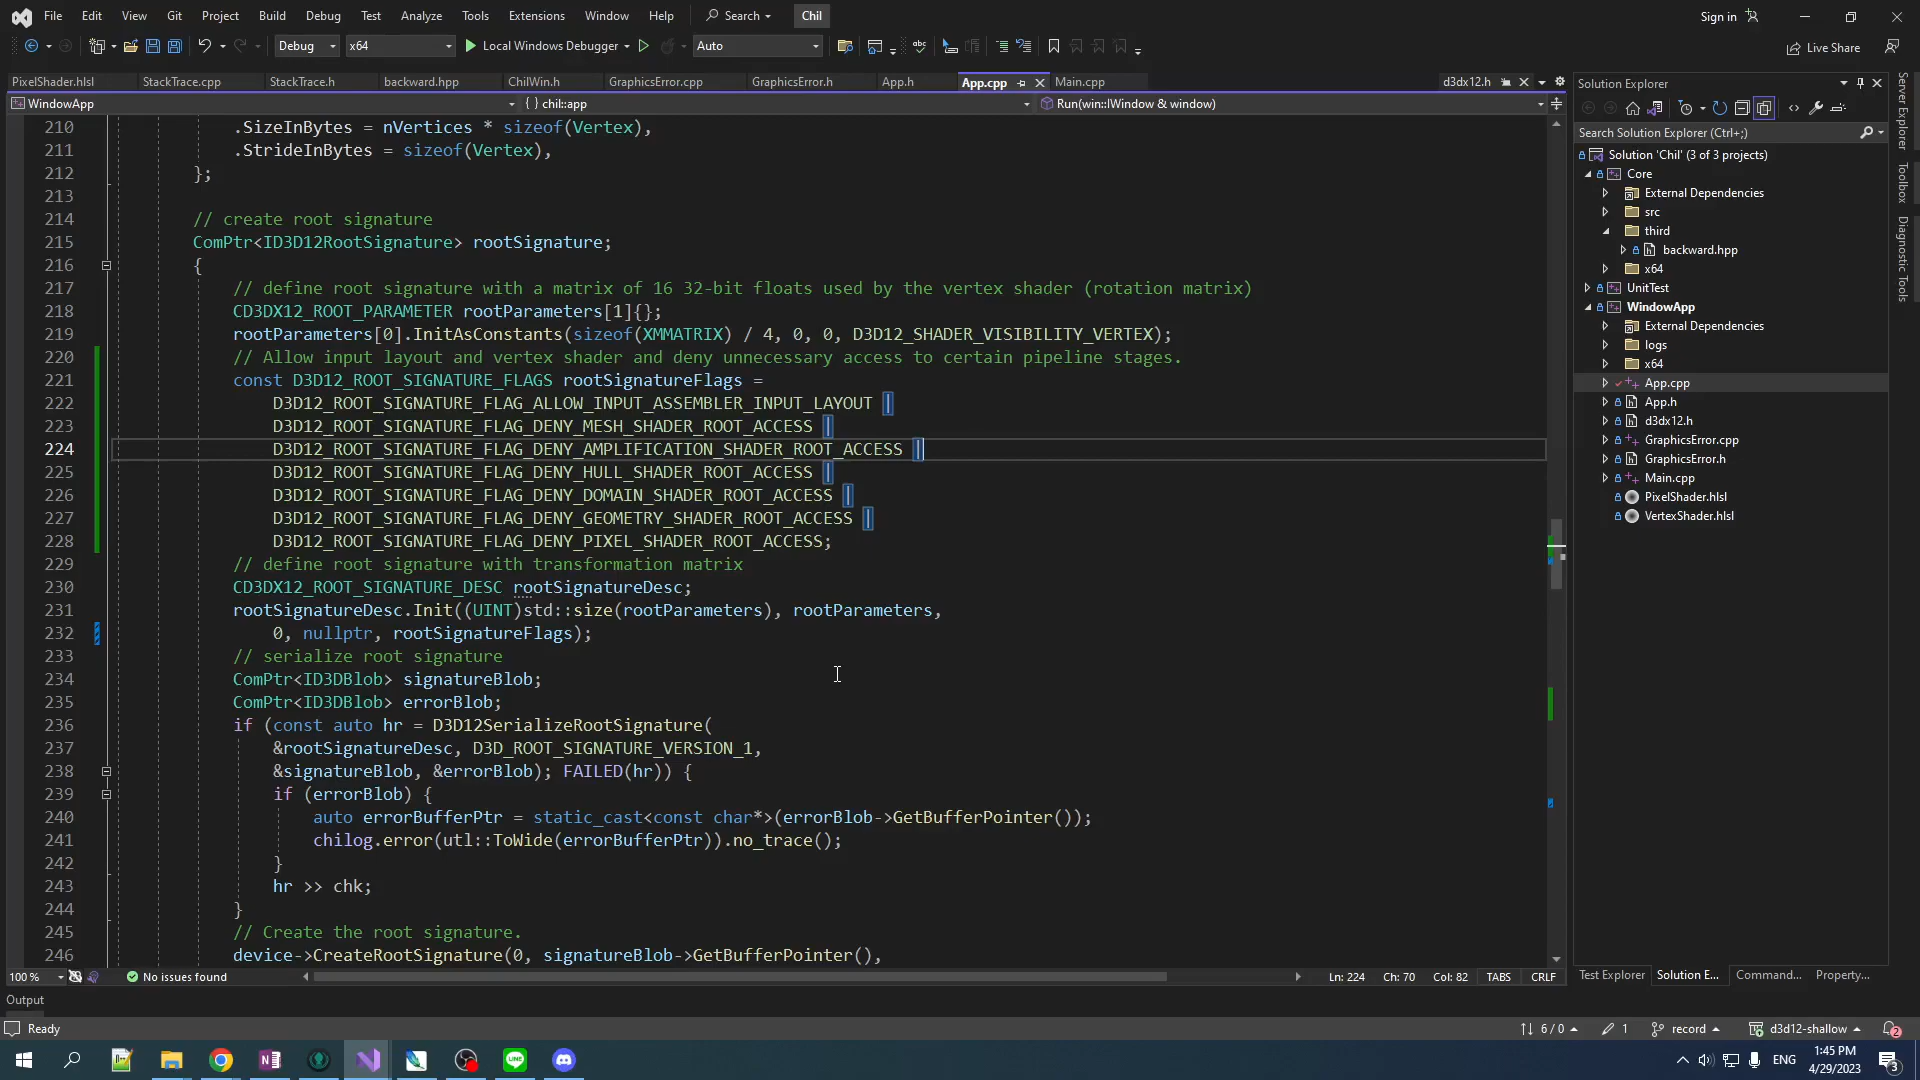 File Edit View Git Project Build Debug Test Analyze Tools Extensions Window Help Search Chil Sign in
Debug x64 Local Windows Debugger Auto Live Share
PixelShader.hlsl StackTrace.cpp StackTrace.h backward.hpp ChilWin.h GraphicsError.cpp GraphicsError.h App.h App.cpp Main.cpp d3dx12.h
WindowApp { } chil::app Run(win::IWindow & window)
210 .SizeInBytes = nVertices * sizeof(Vertex),
211 .StrideInBytes = sizeof(Vertex),
212 };
213
214 // create root signature
215 ComPtr<ID3D12RootSignature> rootSignature;
216 {
217 // define root signature with a matrix of 16 32-bit floats used by the vertex shader (rotation matrix)
218 CD3DX12_ROOT_PARAMETER rootParameters[1]{};
219 rootParameters[0].InitAsConstants(sizeof(XMMATRIX) / 4, 0, 0, D3D12_SHADER_VISIBILITY_VERTEX);
220 // Allow input layout and vertex shader and deny unnecessary access to certain pipeline stages.
221 const D3D12_ROOT_SIGNATURE_FLAGS rootSignatureFlags =
222 D3D12_ROOT_SIGNATURE_FLAG_ALLOW_INPUT_ASSEMBLER_INPUT_LAYOUT |
223 D3D12_ROOT_SIGNATURE_FLAG_DENY_MESH_SHADER_ROOT_ACCESS |
224 D3D12_ROOT_SIGNATURE_FLAG_DENY_AMPLIFICATION_SHADER_ROOT_ACCESS |
225 D3D12_ROOT_SIGNATURE_FLAG_DENY_HULL_SHADER_ROOT_ACCESS |
226 D3D12_ROOT_SIGNATURE_FLAG_DENY_DOMAIN_SHADER_ROOT_ACCESS |
227 D3D12_ROOT_SIGNATURE_FLAG_DENY_GEOMETRY_SHADER_ROOT_ACCESS |
228 D3D12_ROOT_SIGNATURE_FLAG_DENY_PIXEL_SHADER_ROOT_ACCESS;
229 // define root signature with transformation matrix
230 CD3DX12_ROOT_SIGNATURE_DESC rootSignatureDesc;
231 rootSignatureDesc.Init((UINT)std::size(rootParameters), rootParameters,
232 0, nullptr, rootSignatureFlags);
233 // serialize root signature
234 ComPtr<ID3DBlob> signatureBlob;
235 ComPtr<ID3DBlob> errorBlob;
236 if (const auto hr = D3D12SerializeRootSignature(
237 &rootSignatureDesc, D3D_ROOT_SIGNATURE_VERSION_1,
238 &signatureBlob, &errorBlob); FAILED(hr)) {
239 if (errorBlob) {
240 auto errorBufferPtr = static_cast<const char*>(errorBlob->GetBufferPointer());
241 chilog.error(utl::ToWide(errorBufferPtr)).no_trace();
242 }
243 hr >> chk;
244 }
245 // Create the root signature.
246 device->CreateRootSignature(0, signatureBlob->GetBufferPointer(),
100 % No issues found Ln: 224 Ch: 70 Col: 82 TABS CRLF
Output
Ready 6 / 0 1 record d3d12-shallow 2
Solution Explorer
Search Solution Explorer (Ctrl+;)
Solution 'Chil' (3 of 3 projects)
Core
External Dependencies
src
third
backward.hpp
x64
UnitTest
WindowApp
External Dependencies
logs
x64
App.cpp
App.h
d3dx12.h
GraphicsError.cpp
GraphicsError.h
Main.cpp
PixelShader.hlsl
VertexShader.hlsl
Test Explorer Solution E... Command... Property...
Server Explorer
Toolbox
Diagnostic Tools
ENG 1:45 PM
4/29/2023 3